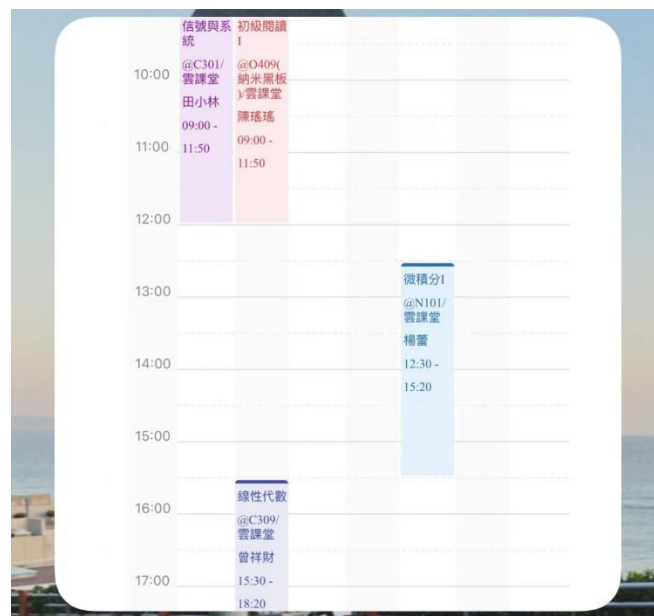 信號與系
統
@C301/
雲課堂
田小林
09:00 -
11:50
初級閱讀
I
@O409(
納米黑板
)/雲課堂
陳瑤瑤
09:00 -
11:50
10:00
11:00
12:00
13:00
14:00
15:00
16:00
17:00
微積分I
@N101/
雲課堂
楊蕾
12:30 -
15:20
線性代數
@C309/
雲課堂
曾祥財
15:30 -
18:20